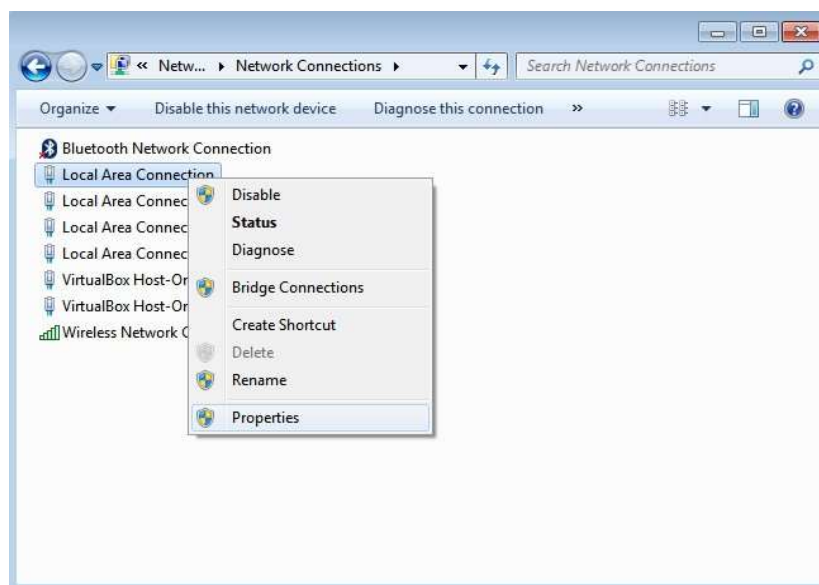 « Netw... Network Connections
Search Network Connections
Organize Disable this network device Diagnose this connection »
Bluetooth Network Connection
Local Area Connection
Local Area Connec
Local Area Connec
Local Area Connec
VirtualBox Host-Or
VirtualBox Host-Or
Wireless Network C
Disable
Status
Diagnose
Bridge Connections
Create Shortcut
Delete
Rename
Properties